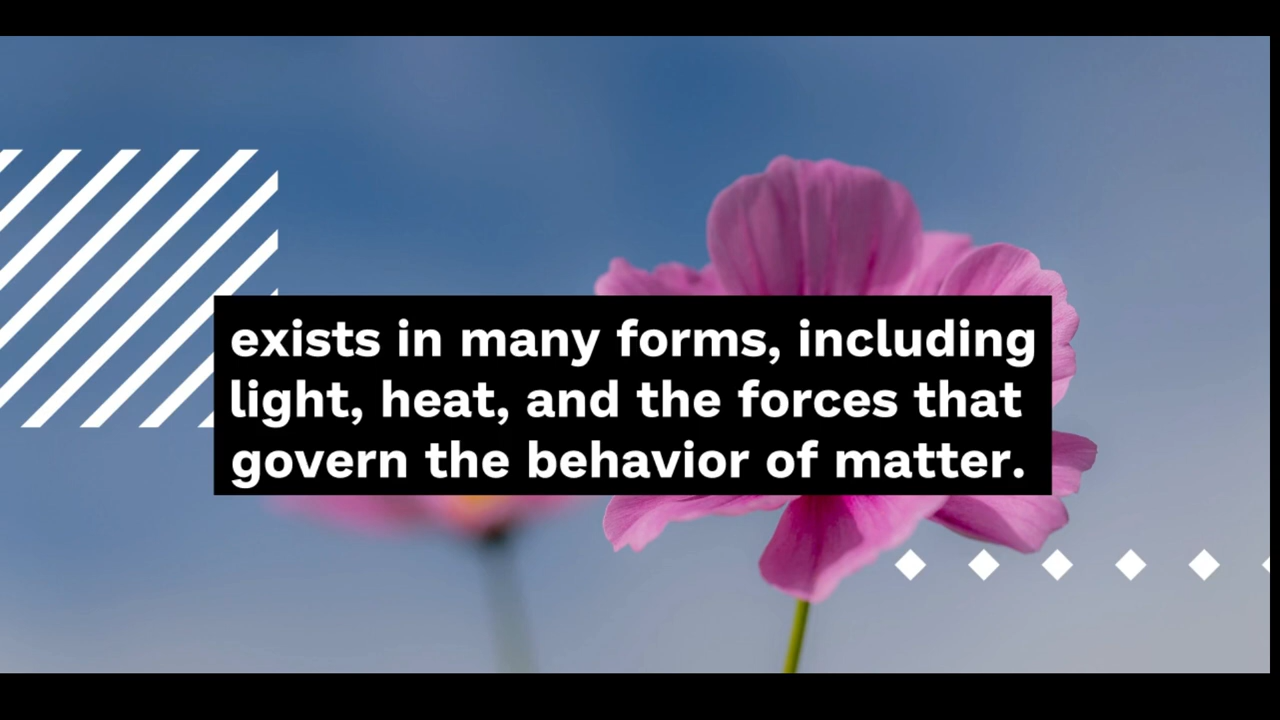 exists in many forms, including
light, heat, and the forces that
govern the behavior of matter.